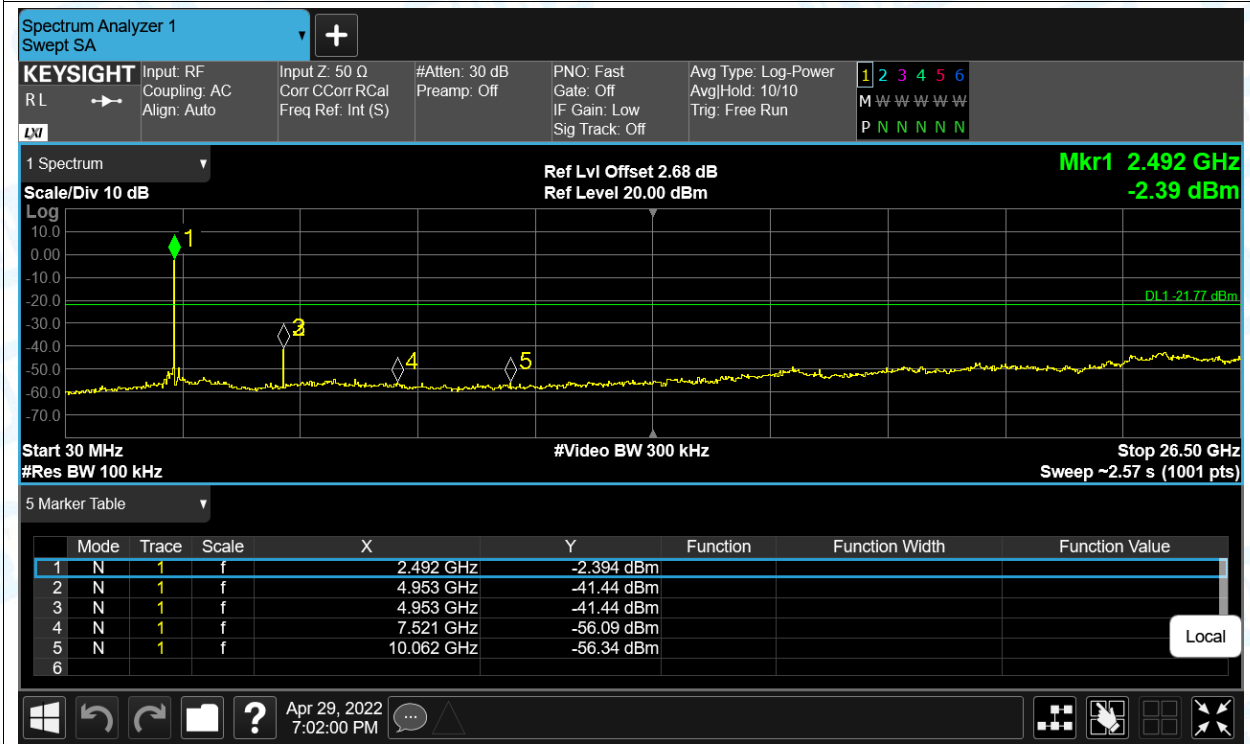 Spectrum Analyzer 1
Swept SA
KEYSIGHT Input: RF Input Z: 50 Ω #Atten: 30 dB PNO: Fast Avg Type: Log-Power 1 2 3 4 5 6
R L Coupling: AC Corr CCorr RCal Preamp: Off Gate: Off Avg|Hold: 10/10 M W W W W W
Align: Auto Freq Ref: Int (S) IF Gain: Low Trig: Free Run
LXI Sig Track: Off P N N N N N
1 Spectrum Ref Lvl Offset 2.68 dB Mkr1 2.492 GHz
Scale/Div 10 dB Ref Level 20.00 dBm -2.39 dBm
Log
10.0
1
0.00
-10.0
DL1 -21.77 dBm
-20.0
-30.0
3
-40.0
4 5
-50.0
-60.0
-70.0
Start 30 MHz #Video BW 300 kHz Stop 26.50 GHz
#Res BW 100 kHz Sweep ~2.57 s (1001 pts)
5 Marker Table
Mode Trace Scale X Y Function Function Width Function Value
1 N 1 f 2.492 GHz -2.394 dBm
2 N 1 f 4.953 GHz -41.44 dBm
3 N 1 f 4.953 GHz -41.44 dBm
4 N 1 f 7.521 GHz -56.09 dBm
5 N 1 f 10.062 GHz -56.34 dBm
6
Local
? Apr 29, 2022
7:02:00 PM